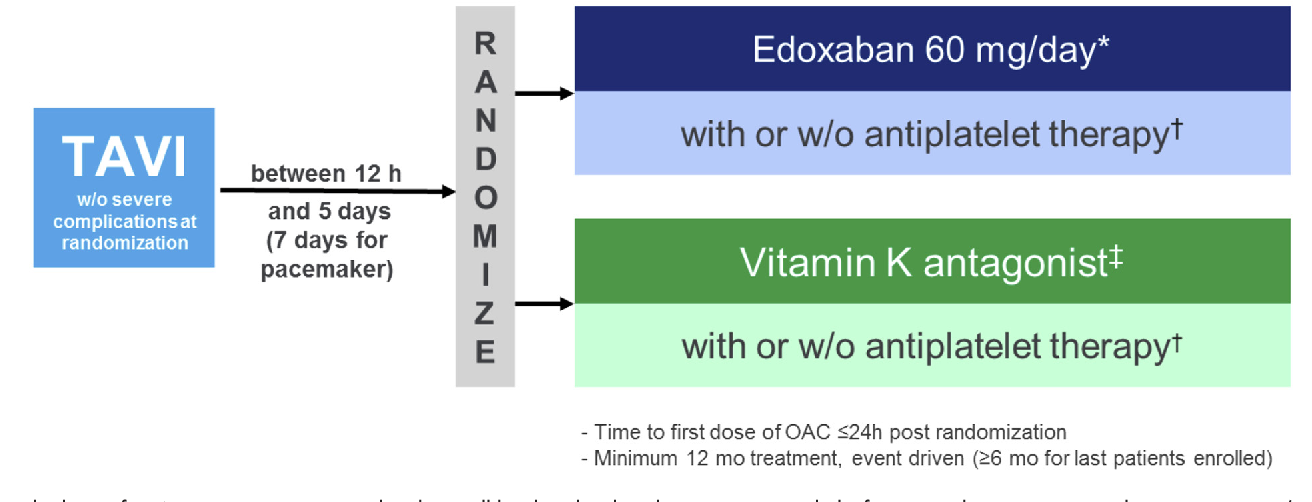 TAVI
w/o severe
complications at
randomization
between 12 h
and 5 days
(7 days for
pacemaker)
RANDOMIZE
Edoxaban 60 mg/day*
with or w/o antiplatelet therapy†
Vitamin K antagonist‡
with or w/o antiplatelet therapy†
- Time to first dose of OAC ≤24h post randomization
- Minimum 12 mo treatment, event driven (≥6 mo for last patients enrolled)